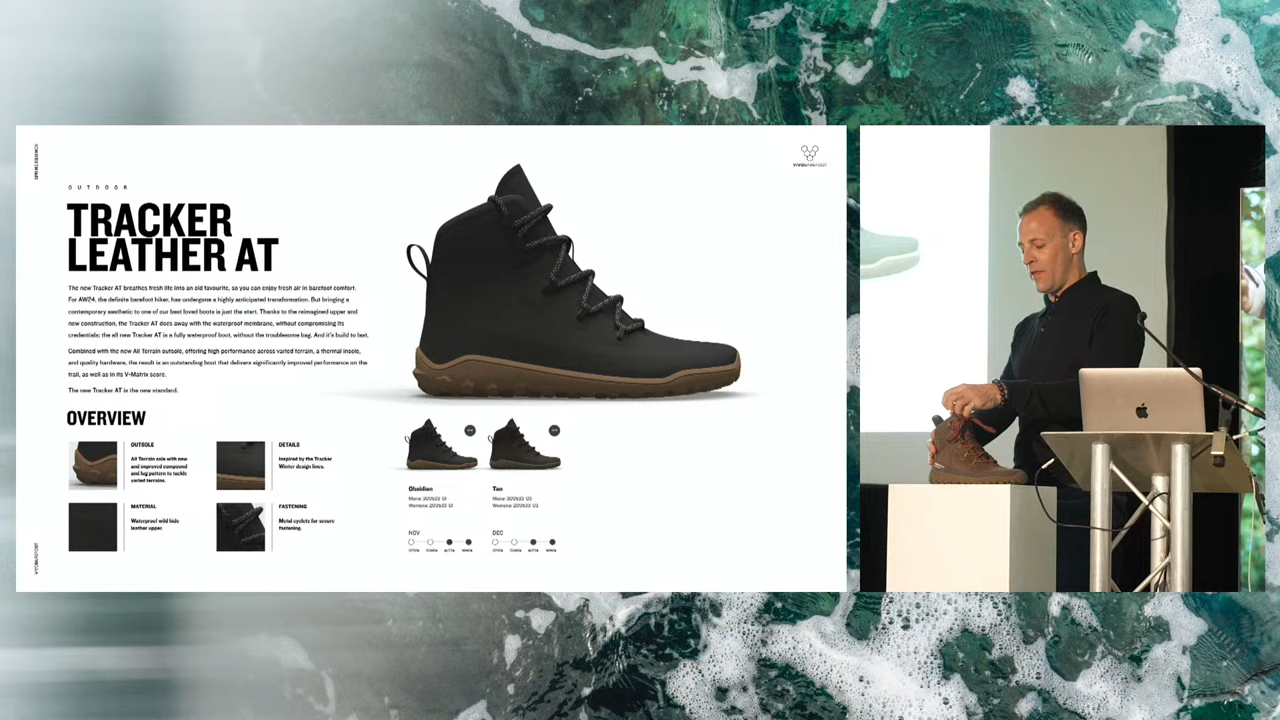 SPRING ESSENCE
VIVOBAREFOOT
OUTDOOR
TRACKER
LEATHER AT
The new Tracker AT breathes fresh life into an old favourite, so you can enjoy fresh air in barefoot comfort.
For AW24, the definite barefoot hiker, has undergone a highly anticipated transformation. But bringing a
contemporary aesthetic to one of our best loved boots is just the start. Thanks to the reimagined upper and
new construction, the Tracker AT does away with the waterproof membrane, without compromising its
credentials: the all new Tracker AT is a fully waterproof boot, without the troublesome bag. And it's build to last.
Combined with the new All Terrain outsole, offering high performance across varied terrain, a thermal insole,
and quality hardware, the result is an outstanding boot that delivers significantly improved performance on the
trail, as well as in its V-Matrix score.
The new Tracker AT is the new standard.
OVERVIEW
OUTSOLE
All Terrain sole with new
and improved compound
and lug pattern to tackle
varied terrains.
DETAILS
Inspired by the Tracker
Winter design lines.
MATERIAL
Waterproof wild hide
leather upper.
FASTENING
Metal eyelets for secure
fastening.
Obsidian
Tan
NOV
DEC
VIVOBAREFOOT